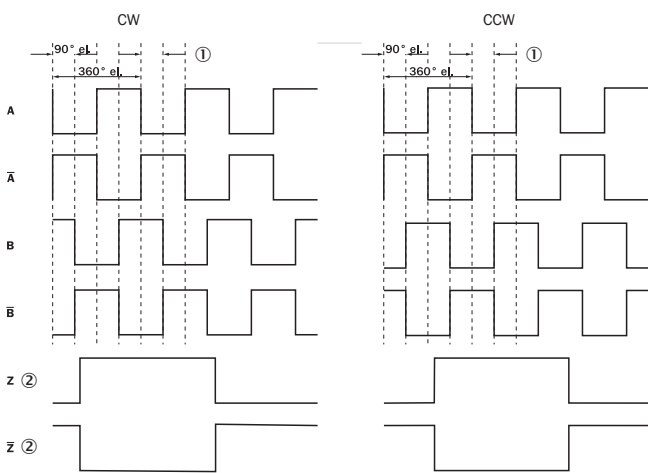 CW CCW
90° el. ① 90° el. ①
360° el. 360° el.
A
A̅
B
B̅
Z ②
Z̅ ②